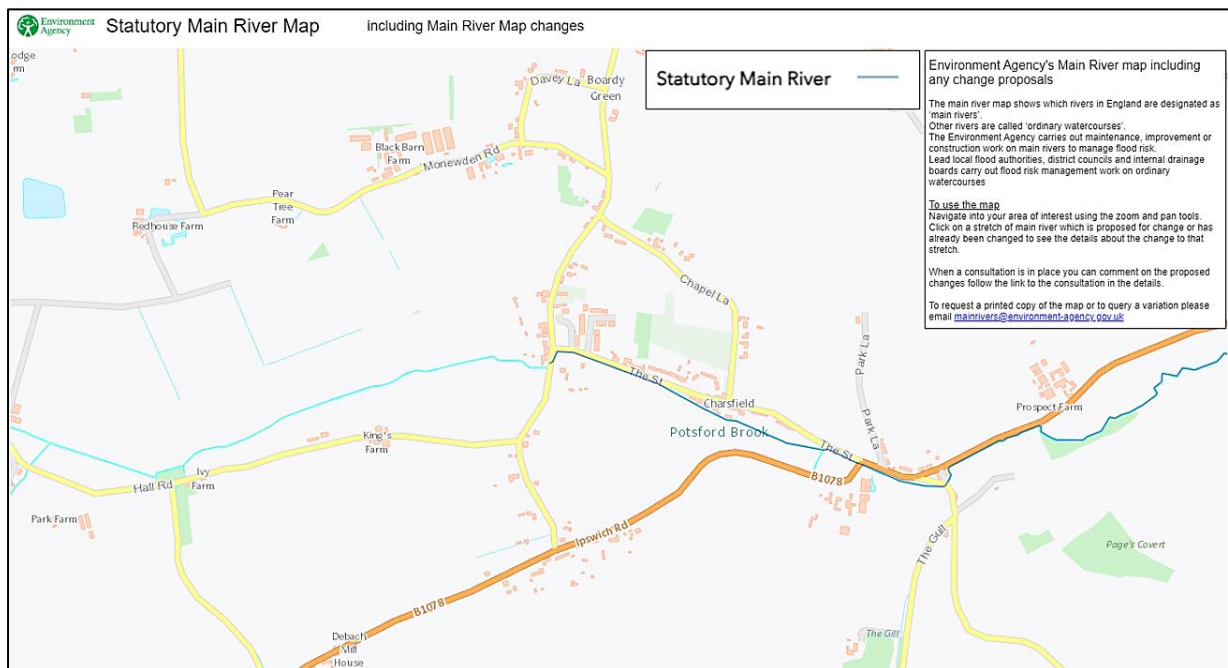 Environment
Agency
Statutory Main River Map
including Main River Map changes
Statutory Main River
Environment Agency's Main River map including
any change proposals
The main river map shows which rivers in England are designated as
'main rivers'.
Other rivers are called 'ordinary watercourses'.
The Environment Agency carries out maintenance, improvement or
construction work on main rivers to manage flood risk.
Lead local flood authorities, district councils and internal drainage
boards carry out flood risk management work on ordinary
watercourses
To use the map
Navigate into your area of interest using the zoom and pan tools.
Click on a stretch of main river which is proposed for change or has
already been changed to see the details about the change to that
stretch.
When a consultation is in place you can comment on the proposed
changes follow the link to the consultation in the details.
To request a printed copy of the map or to query a variation please
email mainrivers@environment-agency.gov.uk
odge
rm
Davey La
Boardy
Green
Black Barn
Farm
Monewden Rd
Pear
Tree
Farm
Redhouse Farm
Chapel La
The St
Charsfield
Park La
Park La
Prospect Farm
Potsford Brook
The St
King's
Farm
Ivy
Farm
Hall Rd
Park Farm
B1078
Ipswich Rd
B1078
The Gull
Page's Covert
The Gill
Debach
Mill
House